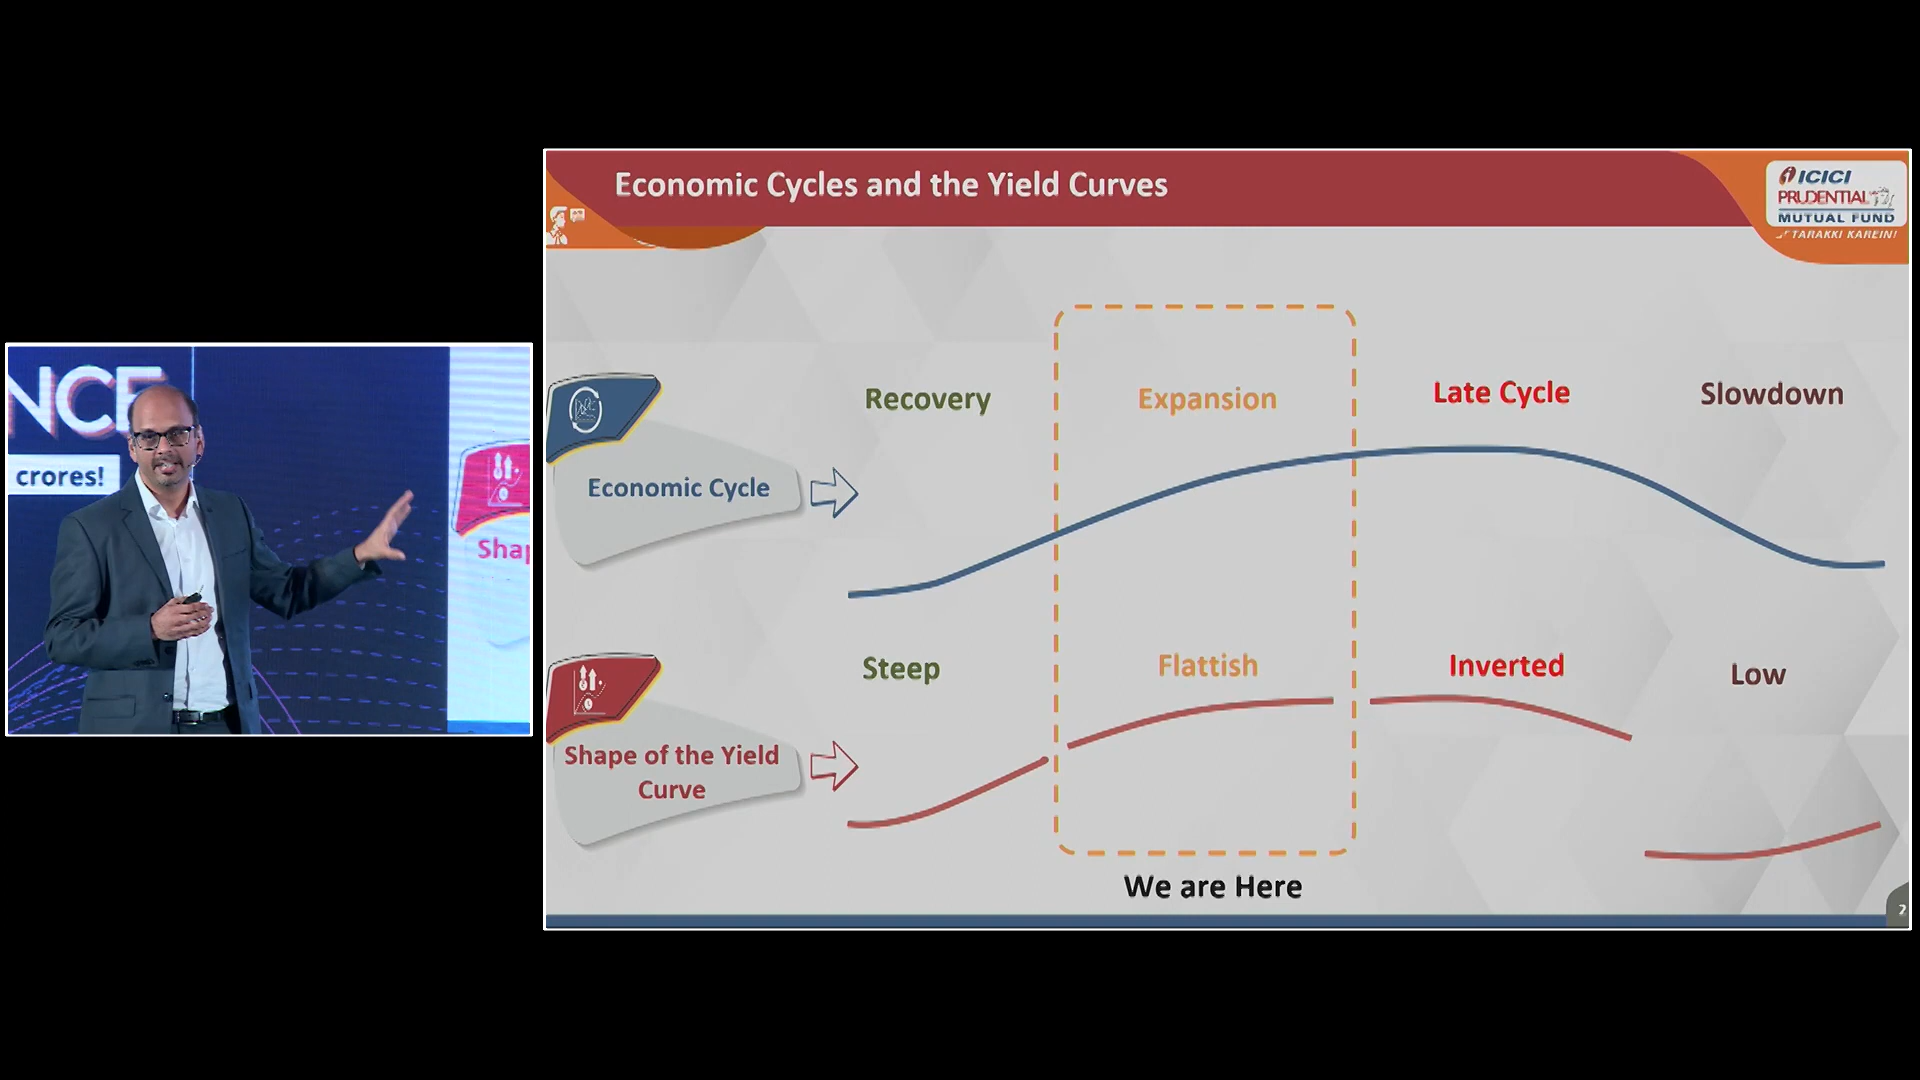 NCE
crores!
Shap
Economic Cycles and the Yield Curves
ICICI
PRUDENTIAL
MUTUAL FUND
TARAKKI KAREIN!
Recovery
Expansion
Late Cycle
Slowdown
Economic Cycle
Steep
Flattish
Inverted
Low
Shape of the Yield
Curve
We are Here
2